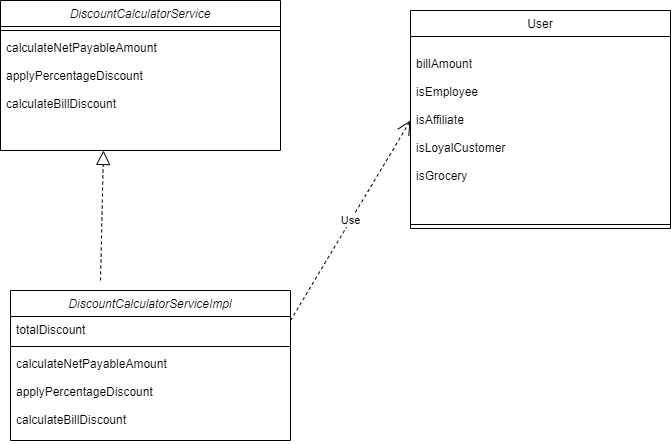 DiscountCalculatorService
calculateNetPayableAmount
applyPercentageDiscount
calculateBillDiscount
User
billAmount
isEmployee
isAffiliate
isLoyalCustomer
isGrocery
Use
DiscountCalculatorServiceImpl
totalDiscount
calculateNetPayableAmount
applyPercentageDiscount
calculateBillDiscount